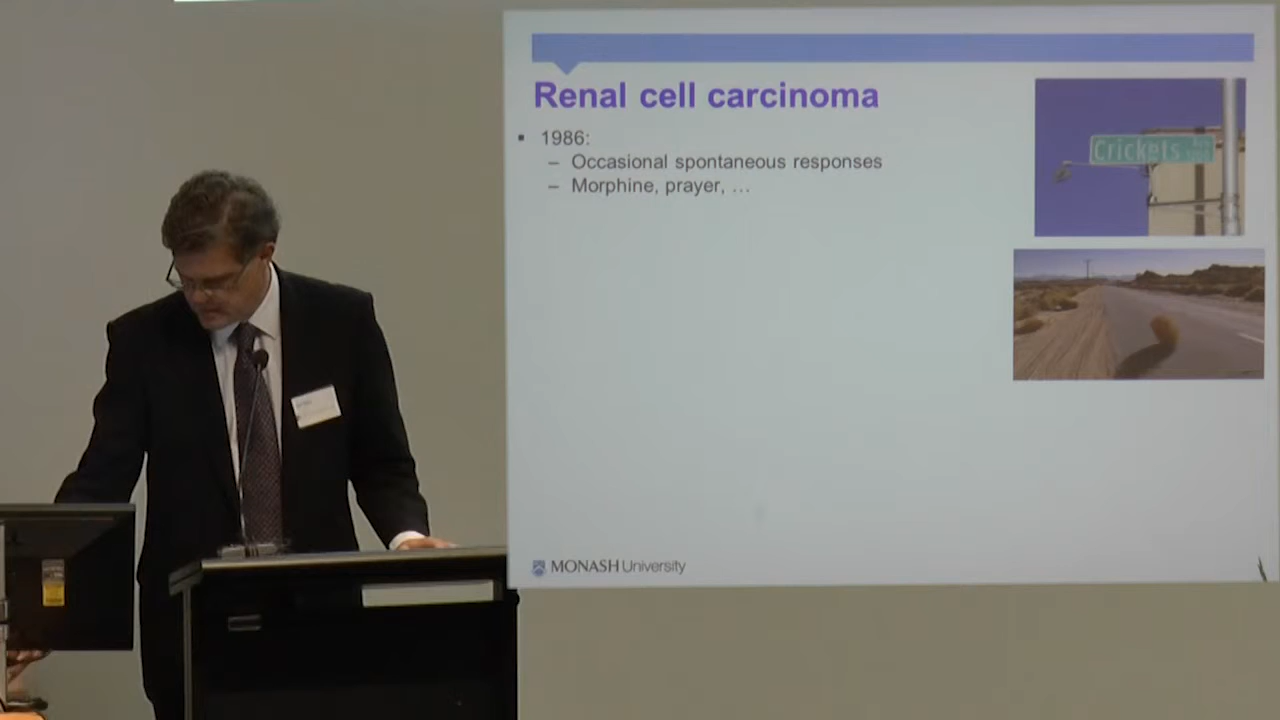 Renal cell carcinoma
▪ 1986:
– Occasional spontaneous responses
– Morphine, prayer, …
Crickets
MONASH University